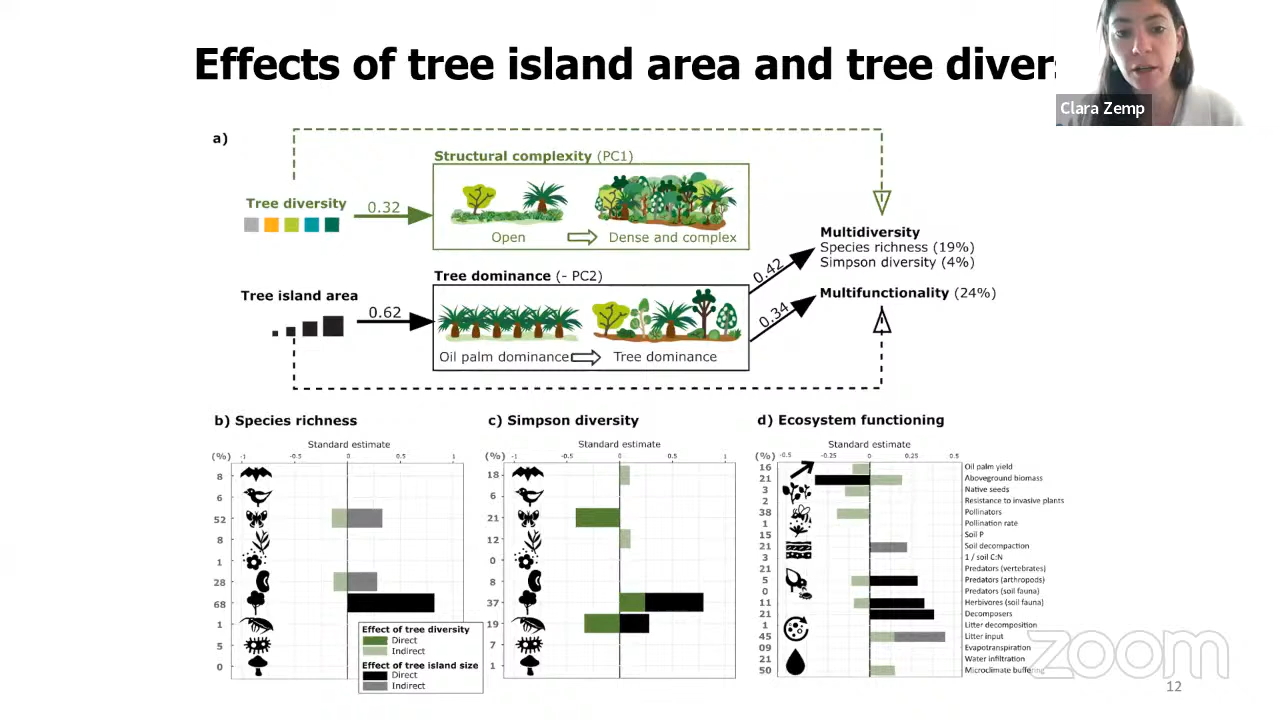 Effects of tree island area and tree divers
Clara Zemp
a)
Structural complexity (PC1)
Tree diversity
0.32
Open
Dense and complex
Multidiversity
Species richness (19%)
Simpson diversity (4%)
Tree dominance (- PC2)
0.42
Tree island area
0.62
Multifunctionality (24%)
0.34
Oil palm dominance
Tree dominance
b) Species richness
Standard estimate
(%)
-1
0
0.5
1
8
6
52
8
1
28
68
1
5
0
Effect of tree diversity
Direct
Indirect
Effect of tree island size
Direct
Indirect
c) Simpson diversity
Standard estimate
(%)
-1
-0.5
0
0.5
1
18
6
21
12
0
8
37
19
7
1
d) Ecosystem functioning
Standard estimate
(%)
-0.5
-0.25
0
0.25
0.5
16 Oil palm yield
21 Aboveground biomass
3 Native seeds
2 Resistance to invasive plants
38 Pollinators
1 Pollination rate
15 Soil P
21 Soil decompaction
3 1 / soil C:N
21 Predators (vertebrates)
5 Predators (arthropods)
0 Predators (soil fauna)
11 Herbivores (soil fauna)
21 Decomposers
1 Litter decomposition
45 Litter input
09 Evapotranspiration
21 Water infiltration
50 Microclimate buffering
zoom
12